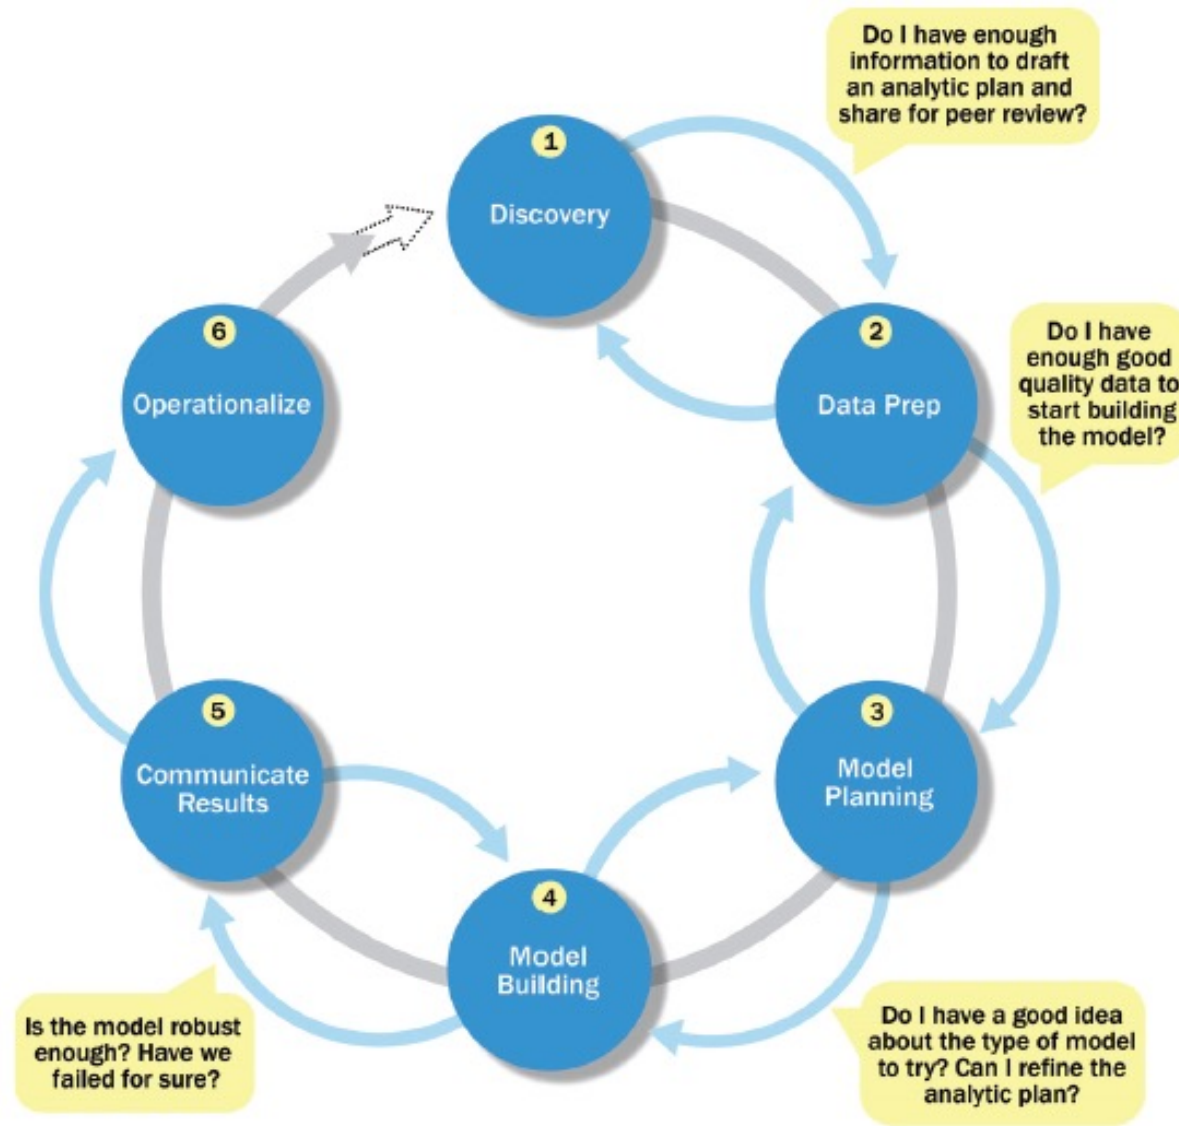 Do I have enough
information to draft
an analytic plan and
share for peer review?
1
Discovery
2
Data Prep
Do I have
enough good
quality data to
start building
the model?
3
Model
Planning
Do I have a good idea
about the type of model
to try? Can I refine the
analytic plan?
4
Model
Building
Is the model robust
enough? Have we
failed for sure?
5
Communicate
Results
6
Operationalize